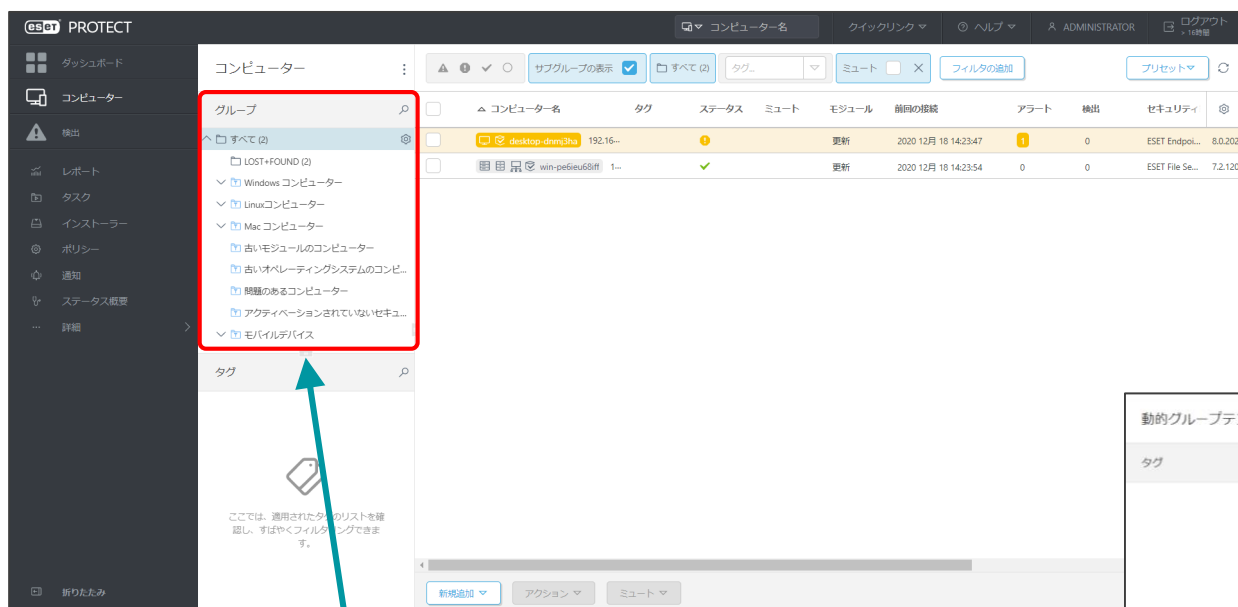 eset PROTECT
コンピューター名
クイックリンク
ヘルプ
ADMINISTRATOR
ログアウト
> 16時間
ダッシュボード
コンピューター
検出
レポート
タスク
インストーラー
ポリシー
通知
ステータス概要
詳細
折りたたみ
コンピューター
グループ
すべて (2)
LOST+FOUND (2)
Windows コンピューター
Linuxコンピューター
Mac コンピューター
古いモジュールのコンピューター
古いオペレーティングシステムのコンピ...
問題のあるコンピューター
アクティベーションされていないセキュ...
モバイルデバイス
タグ
ここでは、適用されたタグのリストを確
認し、すばやくフィルタリングできま
す。
サブグループの表示
すべて (2)
タグ...
ミュート
フィルタの追加
プリセット
コンピューター名 タグ ステータス ミュート モジュール 前回の接続 アラート 検出 セキュリティ
desktop-dnmj3ha 192.16... 更新 2020 12月 18 14:23:47 1 0 ESET Endpoi... 8.0.202
win-pe6ieu68iff 1... 更新 2020 12月 18 14:23:54 0 0 ESET File Se... 7.2.120
新規追加
アクション
ミュート
動的グループテ
タグ